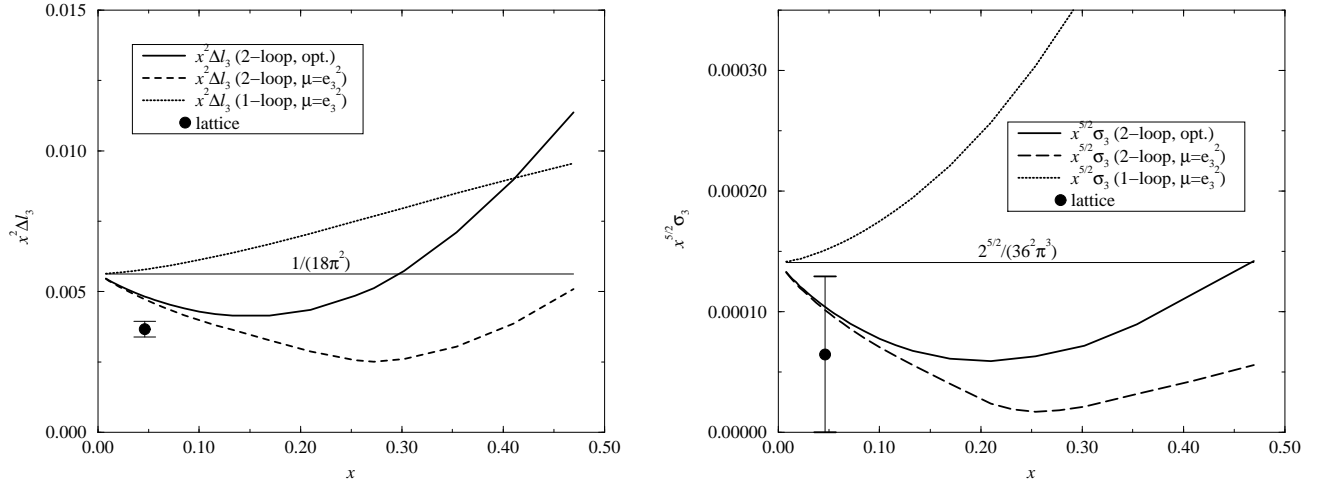 0.015
0.010
0.005
0.000
x²Δl₃
x²Δl₃ (2−loop, opt.)
x²Δl₃ (2−loop, μ=e₃²)
x²Δl₃ (1−loop, μ=e₃²)
lattice
1/(18π²)
0.00 0.10 0.20 0.30 0.40 0.50
x
0.00030
0.00020
0.00010
0.00000
x^{5/2}σ₃
x^{5/2}σ₃ (2−loop, opt.)
x^{5/2}σ₃ (2−loop, μ=e₃²)
x^{5/2}σ₃ (1−loop, μ=e₃²)
lattice
2^{5/2}/(36²π³)
0.00 0.10 0.20 0.30 0.40 0.50
x